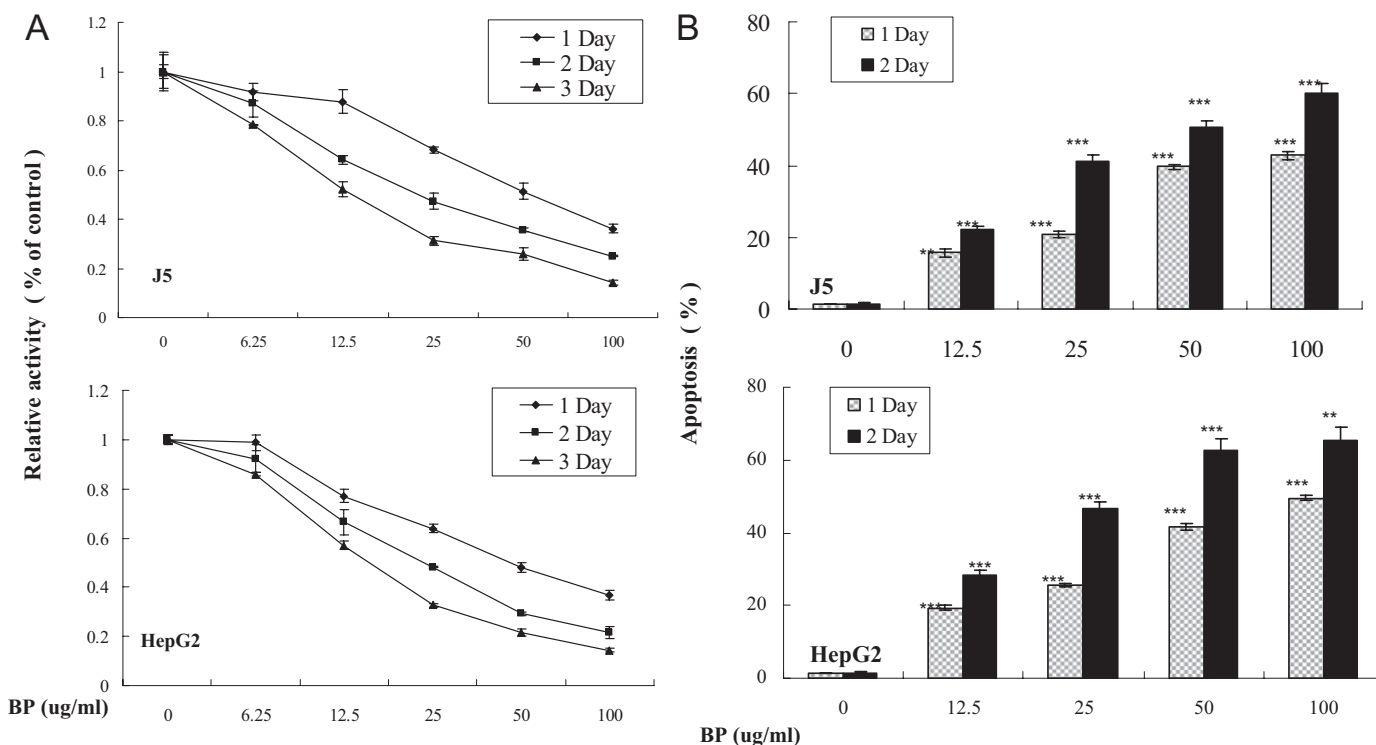 A
Relative activity ( % of control)
1.2
1
0.8
0.6
0.4
0.2
0
1 Day
2 Day
3 Day
J5
0 6.25 12.5 25 50 100
1.2
1
0.8
0.6
0.4
0.2
0
1 Day
2 Day
3 Day
HepG2
BP (ug/ml)
0 6.25 12.5 25 50 100
B
Apoptosis ( % )
80
60
40
20
0
1 Day
2 Day
** *** *** *** *** *** *** ***
J5
0 12.5 25 50 100
80
60
40
20
0
1 Day
2 Day
*** *** *** *** *** *** *** **
HepG2
0 12.5 25 50 100
BP (ug/ml)